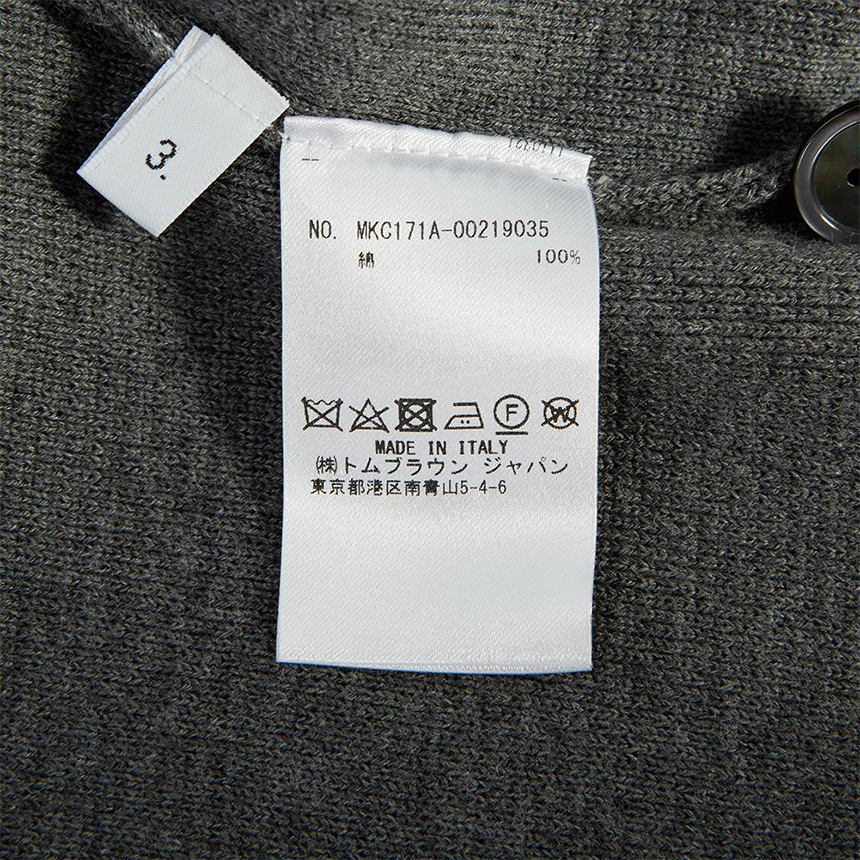 3.
NO. MKC171A-00219035
綿 100%
F
W
MADE IN ITALY
㈱トムブラウン ジャパン
東京都港区南青山5-4-6